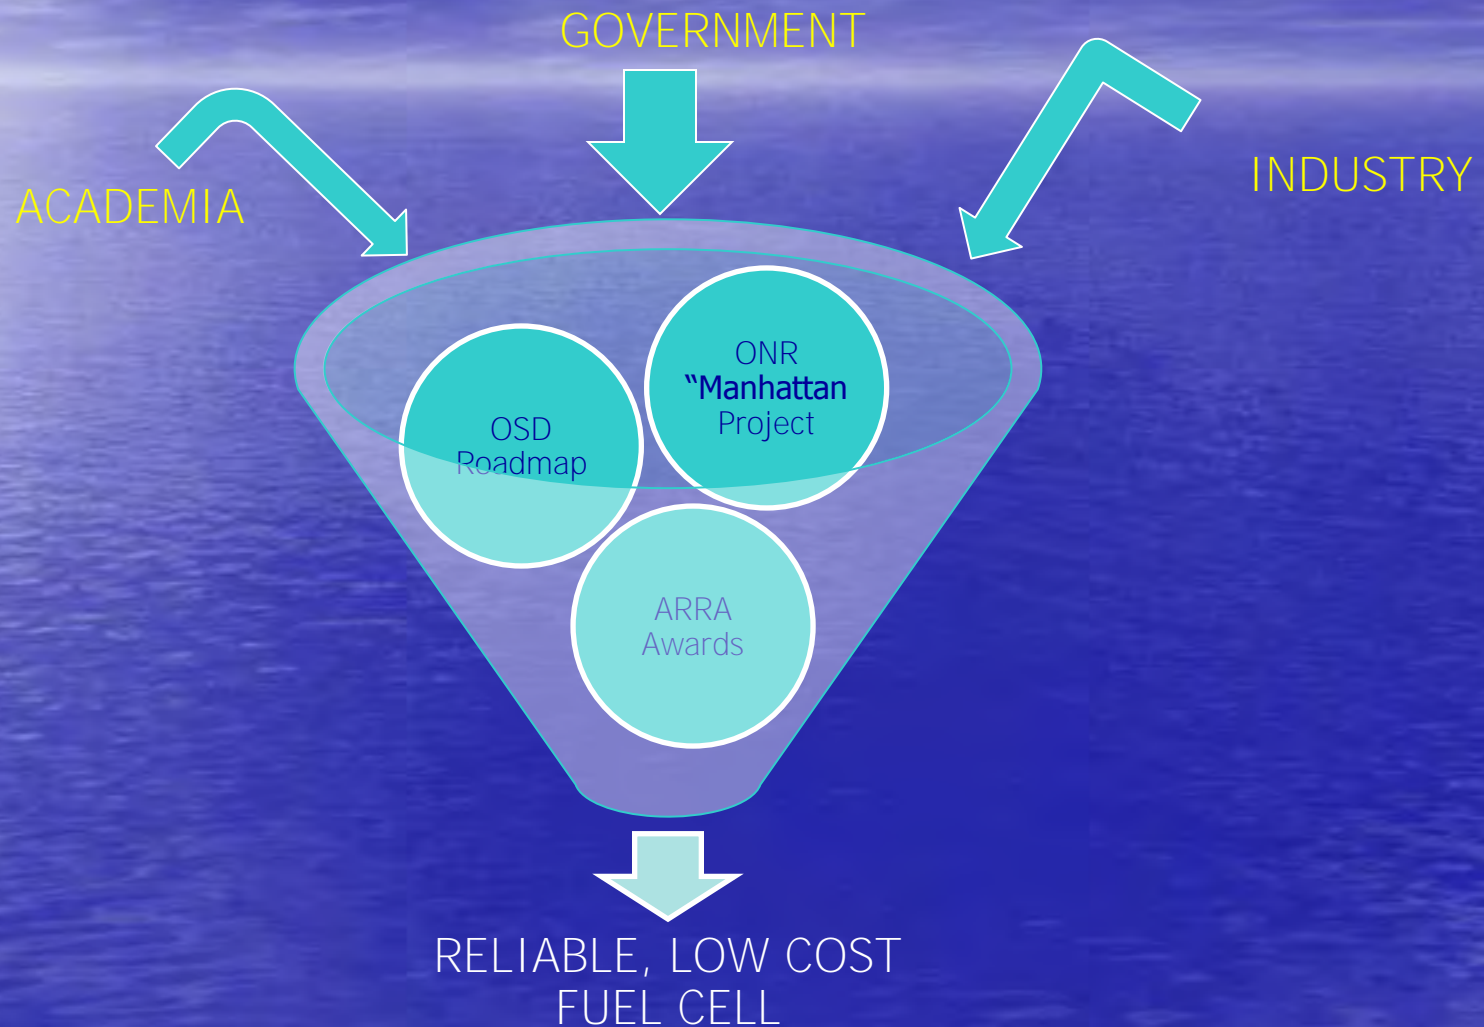 GOVERNMENT
ACADEMIA
INDUSTRY
ONR
“Manhattan
Project
OSD
Roadmap
ARRA
Awards
RELIABLE, LOW COST
FUEL CELL